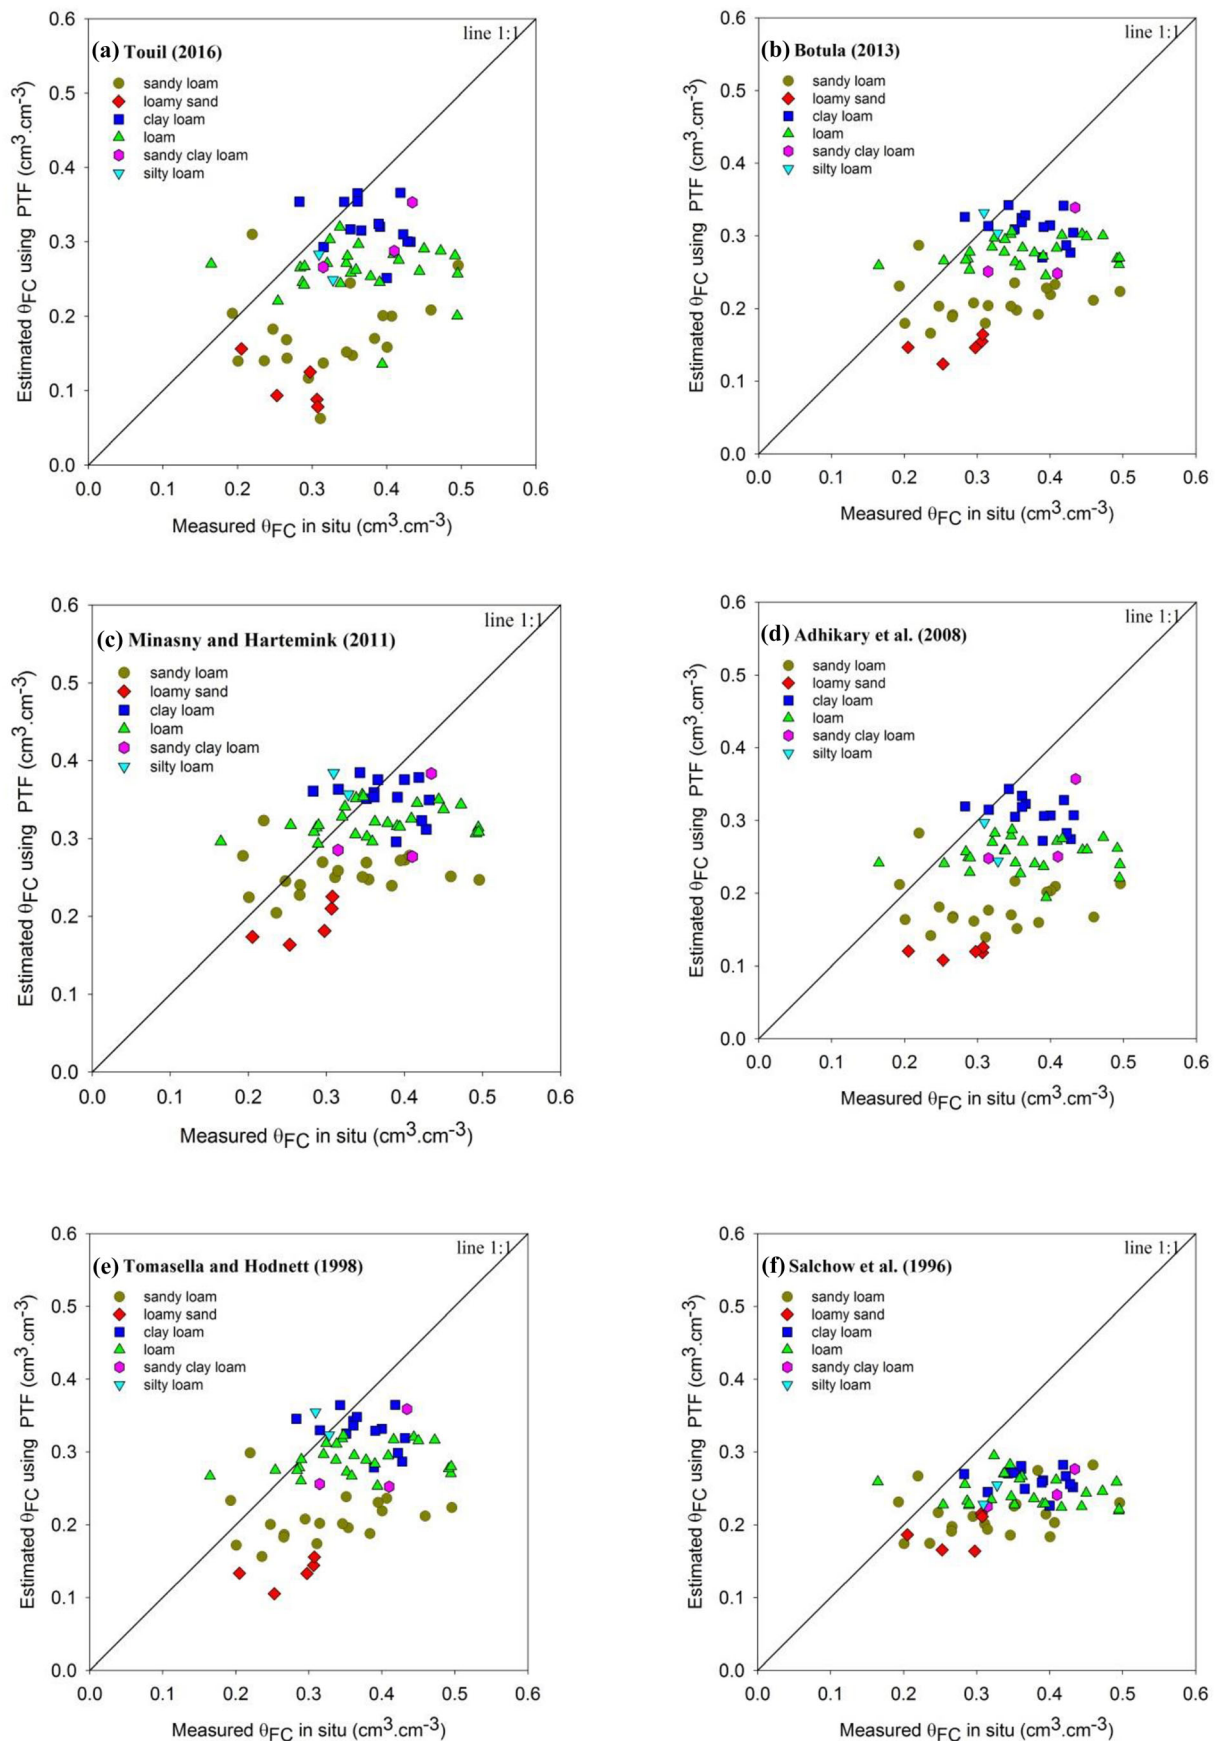 (a) Touil (2016)
line 1:1
sandy loam
loamy sand
clay loam
loam
sandy clay loam
silty loam
Estimated θFC using PTF (cm³.cm⁻³)
0.6
0.5
0.4
0.3
0.2
0.1
0.0
0.0 0.1 0.2 0.3 0.4 0.5 0.6
Measured θFC in situ (cm³.cm⁻³)
(b) Botula (2013)
line 1:1
sandy loam
loamy sand
clay loam
loam
sandy clay loam
silty loam
Estimated θFC using PTF (cm³.cm⁻³)
0.6
0.5
0.4
0.3
0.2
0.1
0.0
0.0 0.1 0.2 0.3 0.4 0.5 0.6
Measured θFC in situ (cm³.cm⁻³)
(c) Minasny and Hartemink (2011)
line 1:1
sandy loam
loamy sand
clay loam
loam
sandy clay loam
silty loam
Estimated θFC using PTF (cm³.cm⁻³)
0.6
0.5
0.4
0.3
0.2
0.1
0.0
0.0 0.1 0.2 0.3 0.4 0.5 0.6
Measured θFC in situ (cm³.cm⁻³)
(d) Adhikary et al. (2008)
line 1:1
sandy loam
loamy sand
clay loam
loam
sandy clay loam
silty loam
Estimated θFC using PTF (cm³.cm⁻³)
0.6
0.5
0.4
0.3
0.2
0.1
0.0
0.0 0.1 0.2 0.3 0.4 0.5 0.6
Measured θFC in situ (cm³.cm⁻³)
(e) Tomasella and Hodnett (1998)
line 1:1
sandy loam
loamy sand
clay loam
loam
sandy clay loam
silty loam
Estimated θFC using PTF (cm³.cm⁻³)
0.6
0.5
0.4
0.3
0.2
0.1
0.0
0.0 0.1 0.2 0.3 0.4 0.5 0.6
Measured θFC in situ (cm³.cm⁻³)
(f) Salchow et al. (1996)
line 1:1
sandy loam
loamy sand
clay loam
loam
sandy clay loam
silty loam
Estimated θFC using PTF (cm³.cm⁻³)
0.6
0.5
0.4
0.3
0.2
0.1
0.0
0.0 0.1 0.2 0.3 0.4 0.5 0.6
Measured θFC in situ (cm³.cm⁻³)